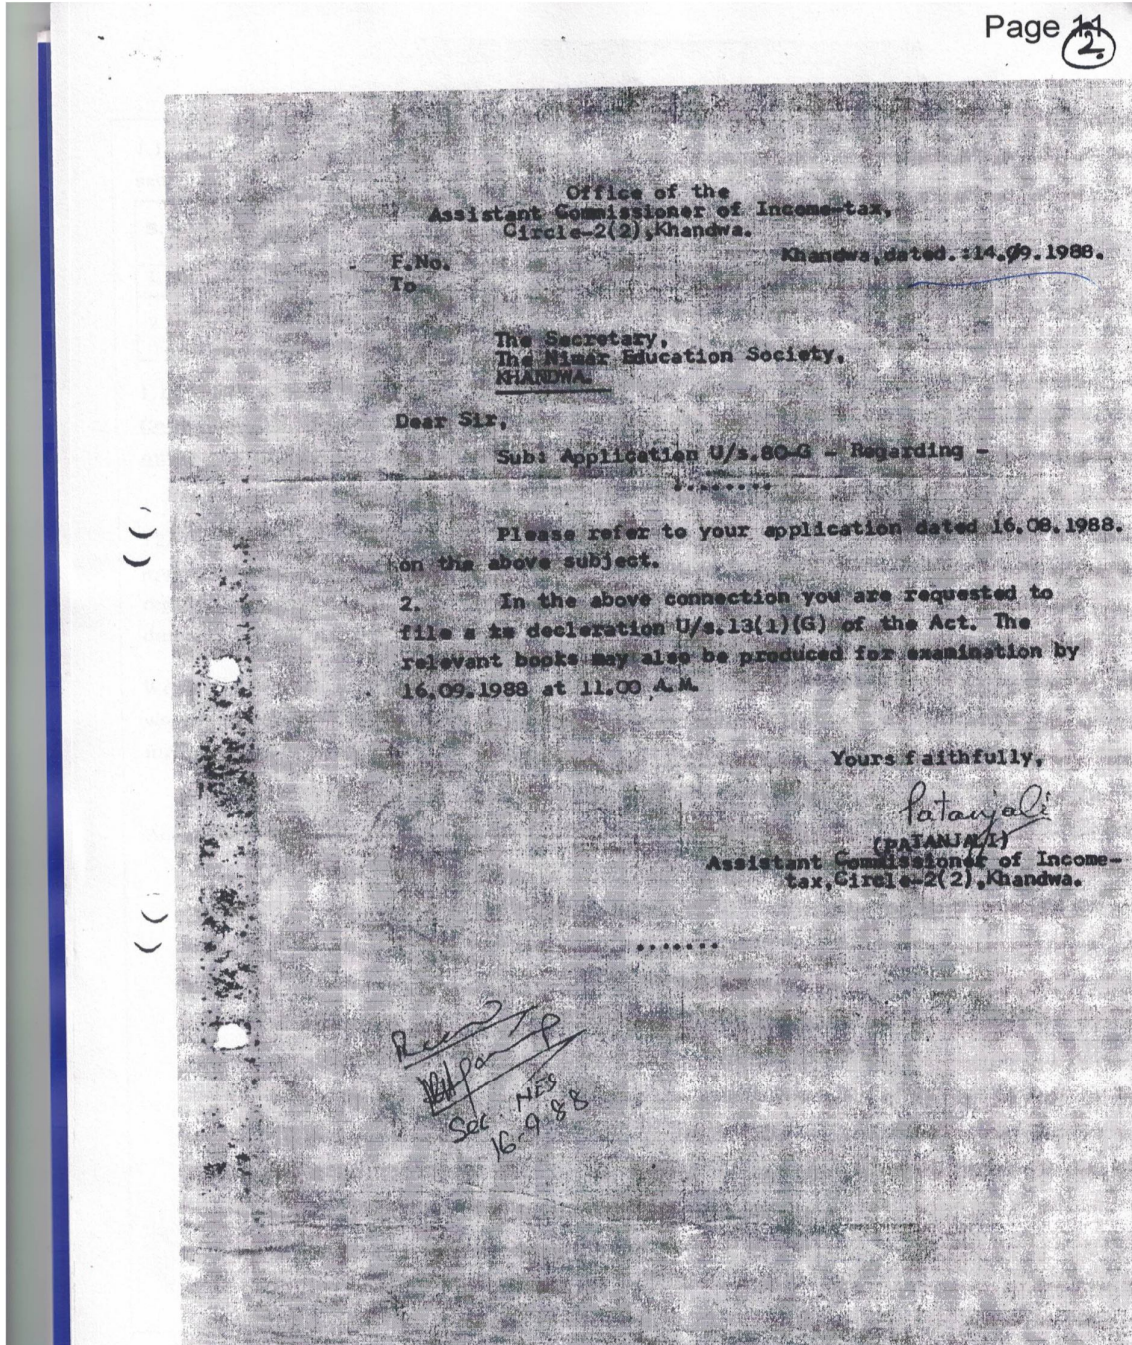 Page 11
2.
Office of the
Assistant Commissioner of Income-tax,
Circle-2(2),Khandwa.
Khandwa,dated.:14.09.1988.
F.No.
To
The Secretary,
The Nimar Education Society,
KHANDWA.
Dear Sir,
Sub: Application U/s.80-G - Regarding -
........
Please refer to your application dated 16.08.1988.
on the above subject.
2. In the above connection you are requested to
file a ks decleration U/s.13(1)(G) of the Act. The
relevant books may also be produced for examination by
16.09.1988 at 11.00 A.M.
Yours faithfully,
Patanjali
(PATANJALI)
Assistant Commissioner of Income-
tax,Circle-2(2),Khandwa.
.......
Sec. NES
16.9.88